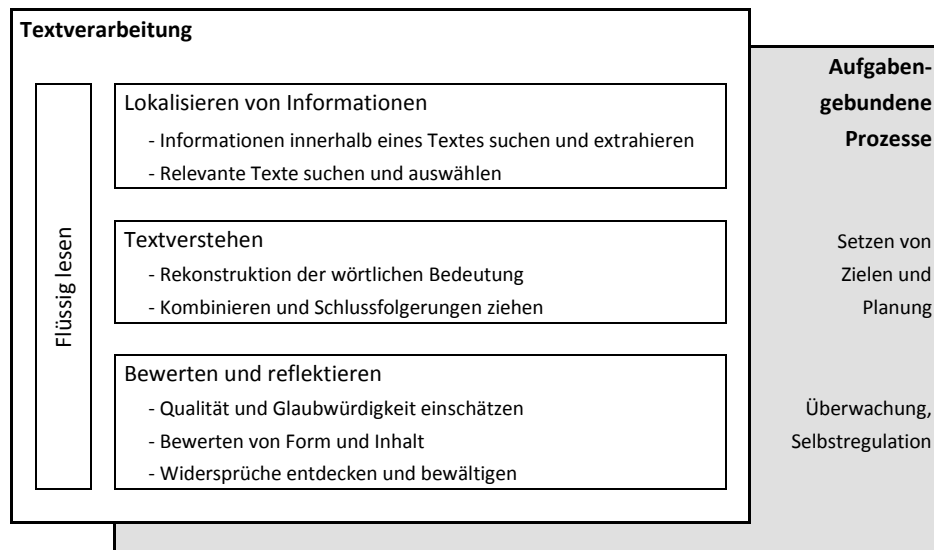 Textverarbeitung
Aufgaben-
gebundene
Prozesse
Flüssig lesen
Lokalisieren von Informationen
- Informationen innerhalb eines Textes suchen und extrahieren
- Relevante Texte suchen und auswählen
Textverstehen
- Rekonstruktion der wörtlichen Bedeutung
- Kombinieren und Schlussfolgerungen ziehen
Bewerten und reflektieren
- Qualität und Glaubwürdigkeit einschätzen
- Bewerten von Form und Inhalt
- Widersprüche entdecken und bewältigen
Setzen von
Zielen und
Planung
Überwachung,
Selbstregulation